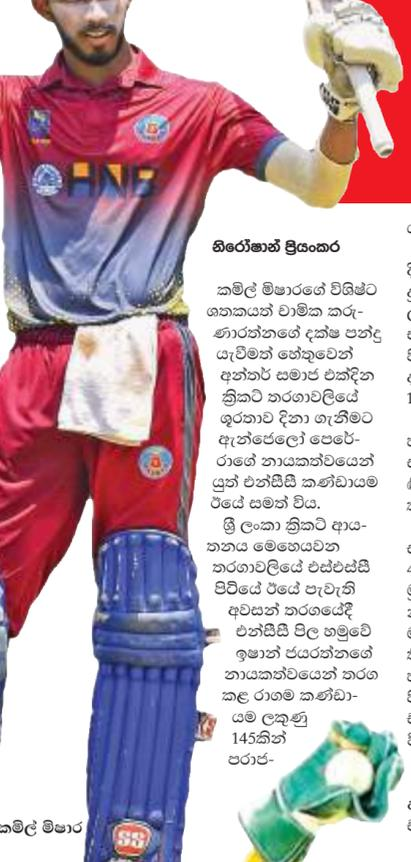 HNB
නිරෝෂාන් ප්‍රියංකර
කමිල් මිෂාරගේ විශිෂ්ට
ශතකයත් චාමික කරු-
ණාරත්නගේ දක්ෂ පන්දු
යැවීමත් හේතුවෙන්
අන්තර් සමාජ එක්දින
ක්‍රිකට් තරගාවලියේ
ශූරතාව දිනා ගැනීමට
ඇන්ජෙලෝ පෙරේ-
රාගේ නායකත්වයෙන්
යුත් එන්සීසී කණ්ඩායම
ඊයේ සමත් විය.
ශ්‍රී ලංකා ක්‍රිකට් ආය-
තනය මෙහෙයවන
තරගාවලියේ එස්එස්සී
පිටියේ ඊයේ පැවැති
අවසන් තරගයේදී
එන්සීසී පිල හමුවේ
ඉෂාන් ජයරත්නගේ
නායකත්වයෙන් තරග
කළ රාගම කණ්ඩා-
යම ලකුණු
145කින්
පරාජ-
කමිල් මිෂාර
SS